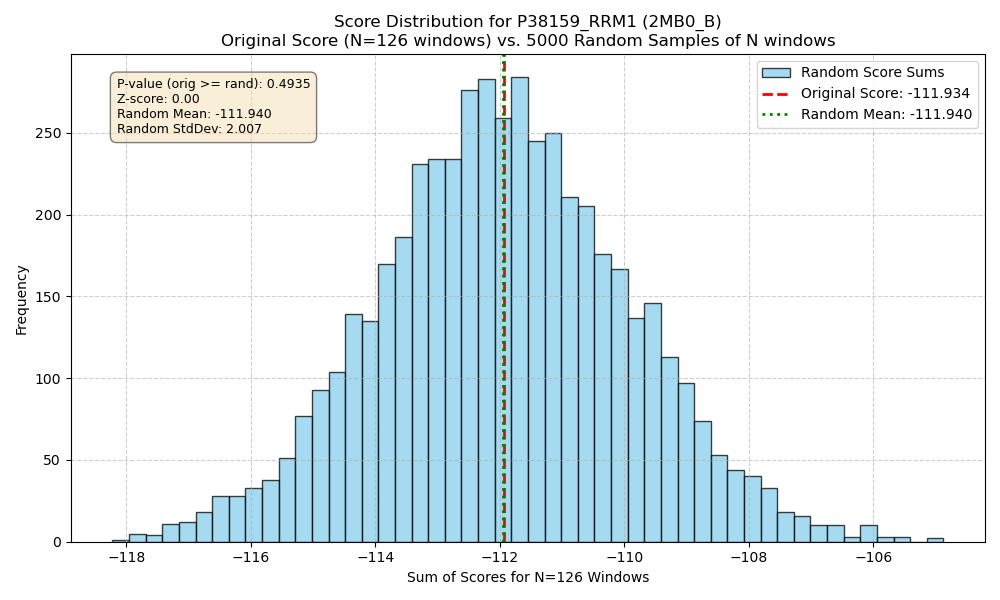 Score Distribution for P38159_RRM1 (2MB0_B)
Original Score (N=126 windows) vs. 5000 Random Samples of N windows
P-value (orig >= rand): 0.4935
Z-score: 0.00
Random Mean: -111.940
Random StdDev: 2.007
Random Score Sums
Original Score: -111.934
Random Mean: -111.940
Frequency
250
200
150
100
50
0
−118
−116
−114
−112
−110
−108
−106
Sum of Scores for N=126 Windows